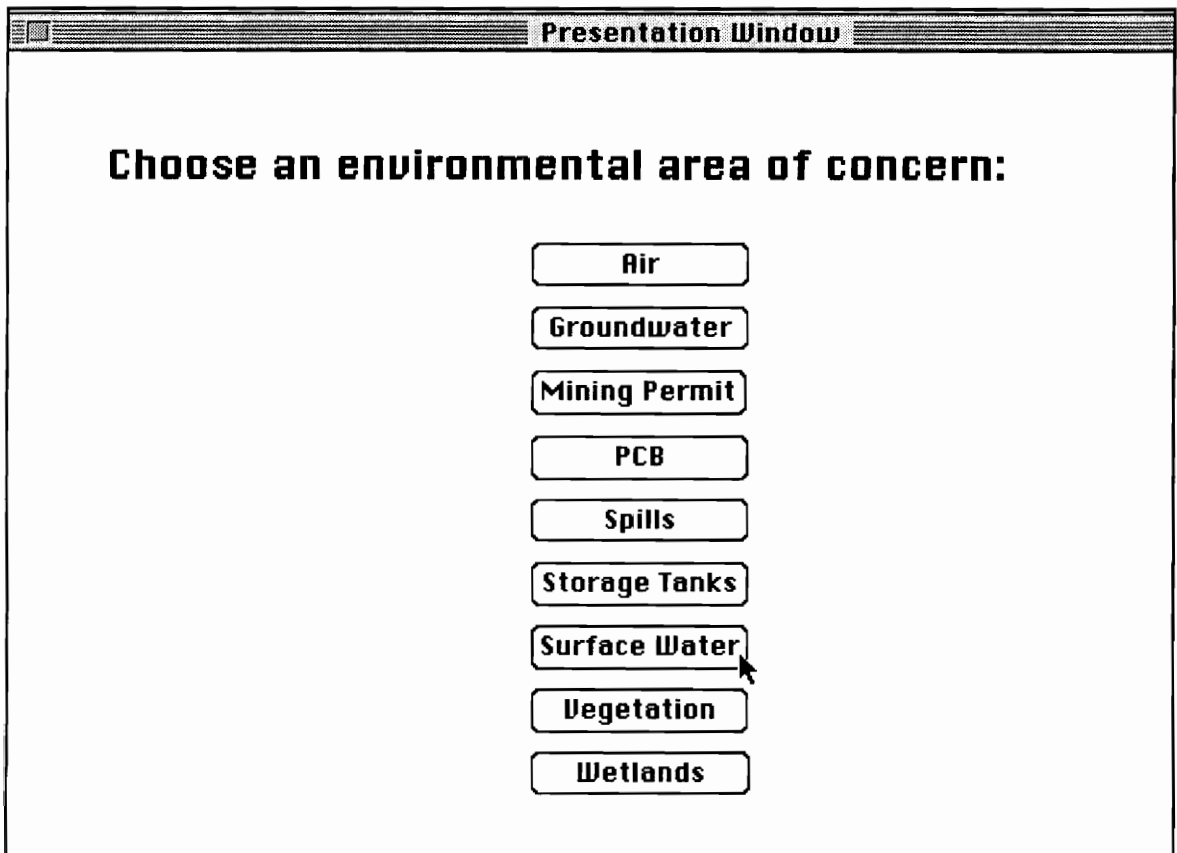 Presentation Window
Choose an environmental area of concern:
Air
Groundwater
Mining Permit
PCB
Spills
Storage Tanks
Surface Water
Vegetation
Wetlands